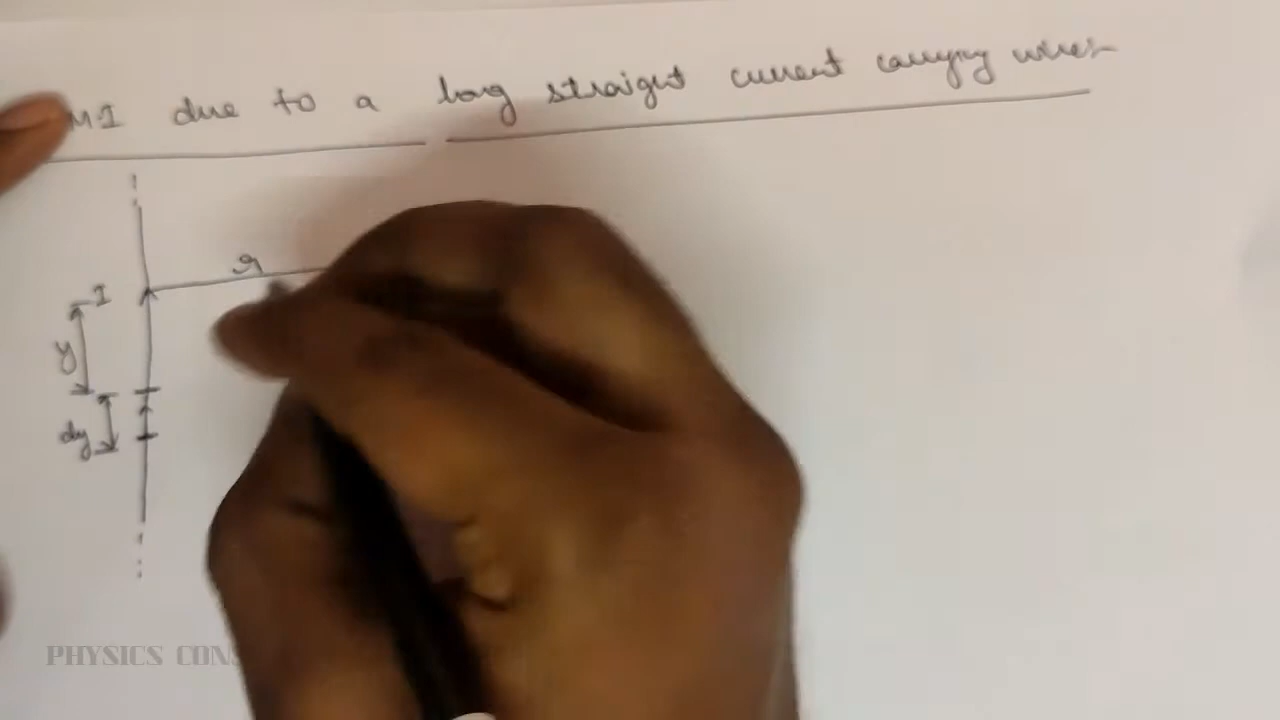 M.I due to a long straight current carrying wire
r
I
y
dy
PHYSICS CONS